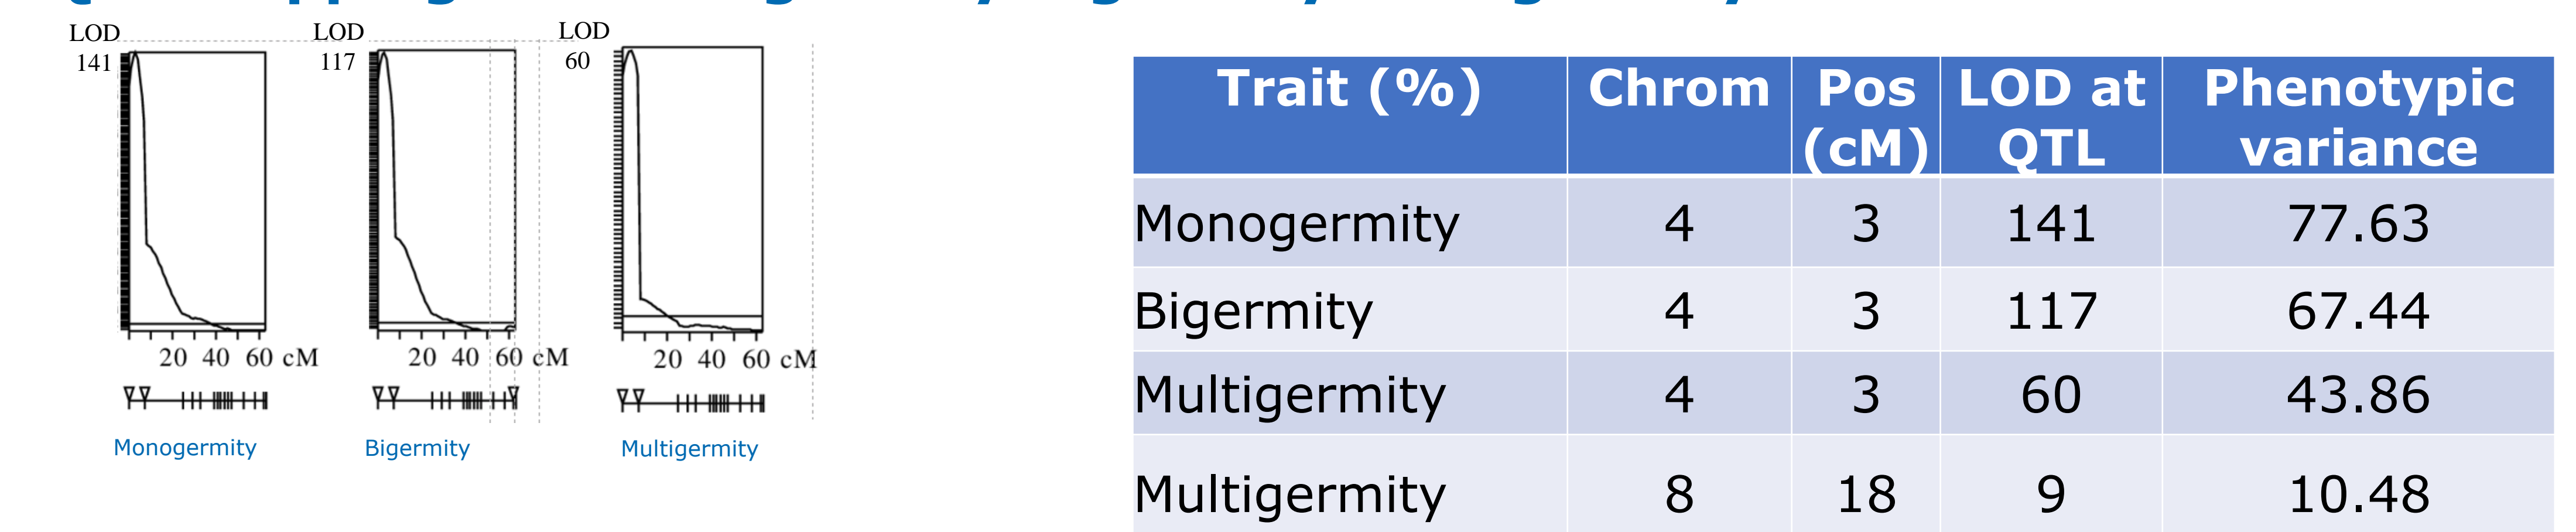 LOD
141
20 40 60 cM
Monogermity
LOD
117
20 40 60 cM
Bigermity
LOD
60
20 40 60 cM
Multigermity
Trait (%) Chrom Pos (cM) LOD at QTL Phenotypic variance
Monogermity 4 3 141 77.63
Bigermity 4 3 117 67.44
Multigermity 4 3 60 43.86
Multigermity 8 18 9 10.48